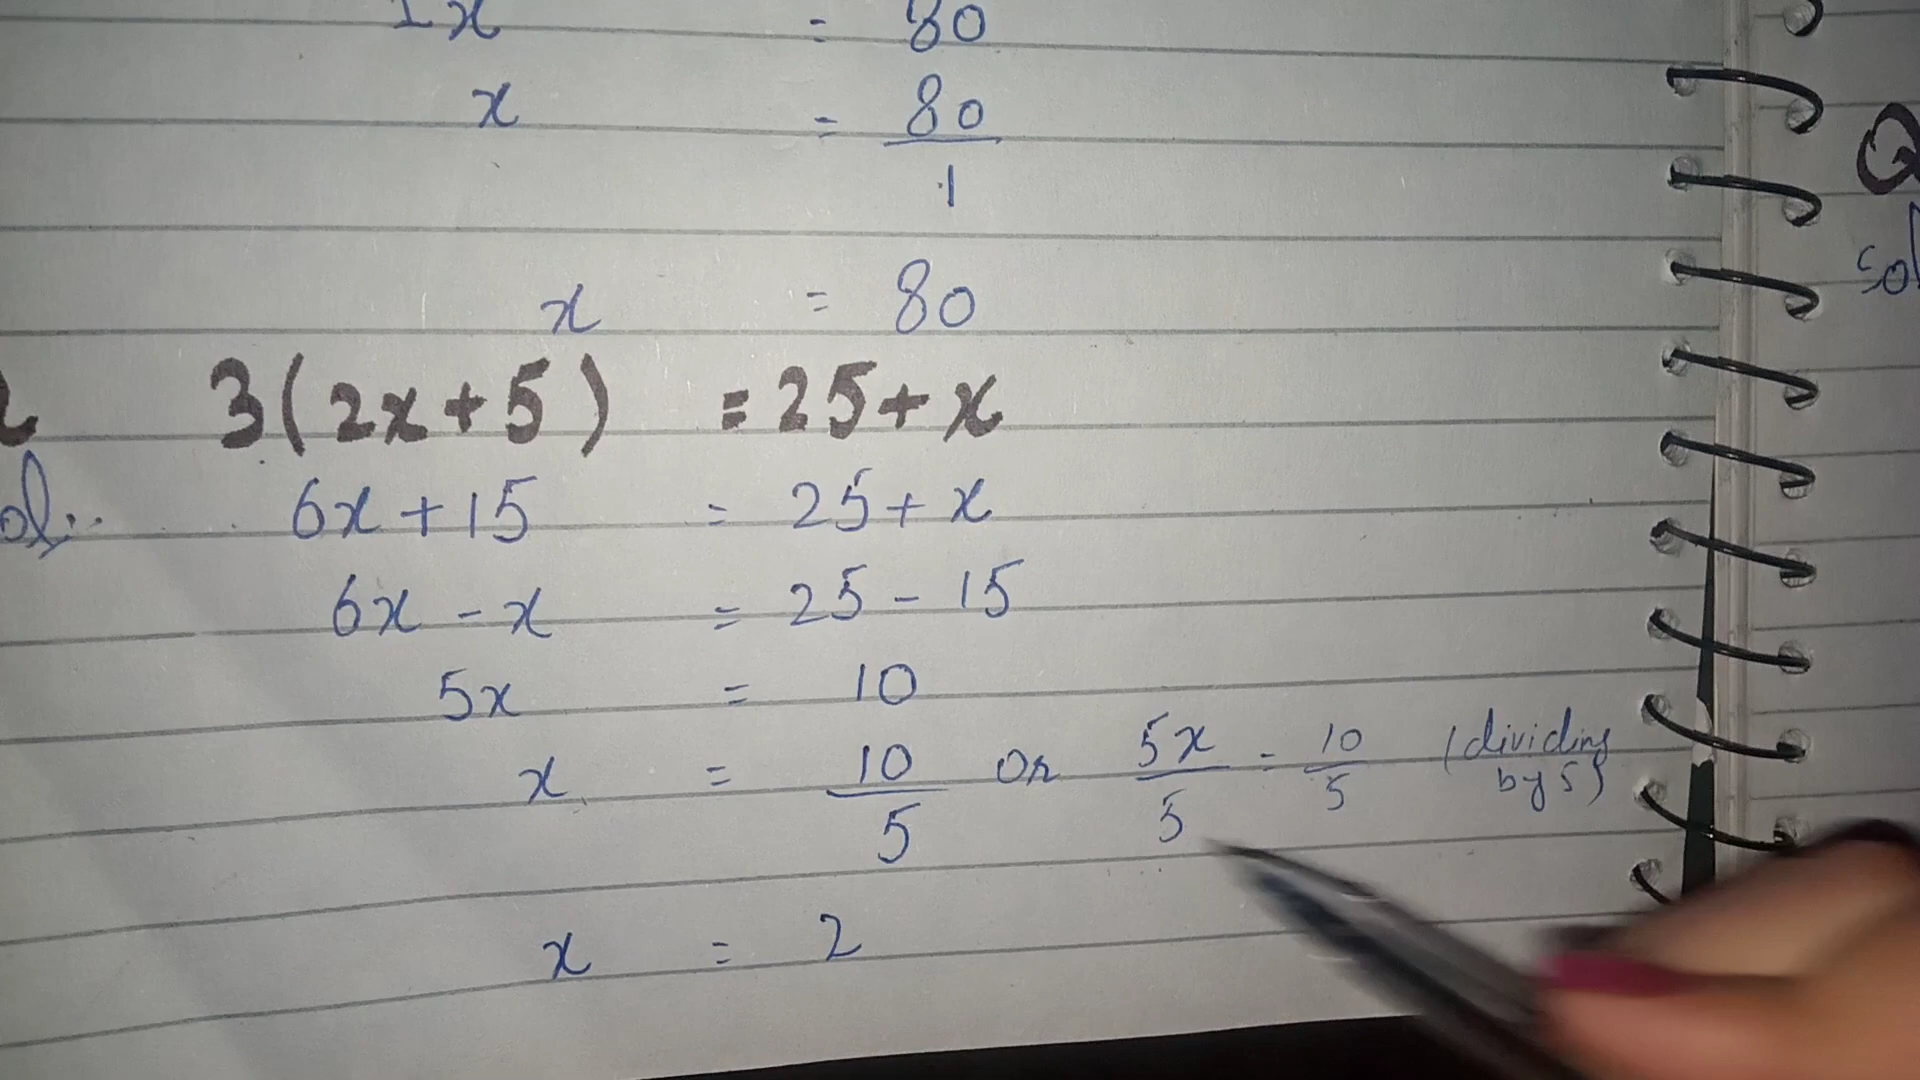 1x = 80
x = 80/1
x = 80
3(2x+5) = 25+x
6x+15 = 25+x
6x - x = 25 - 15
5x = 10
x = 10/5 or 5x/5 = 10/5 (dividing by 5)
x = 2